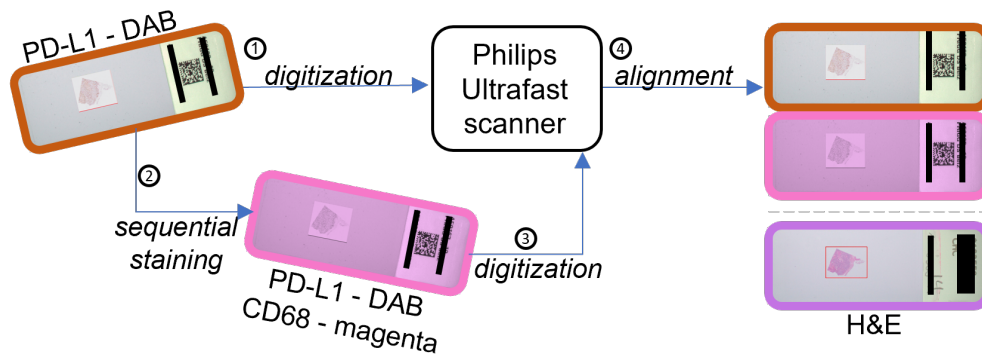 PD-L1 - DAB
1
digitization
Philips
Ultrafast
scanner
4
alignment
2
sequential
staining
PD-L1 - DAB
CD68 - magenta
3
digitization
H&E